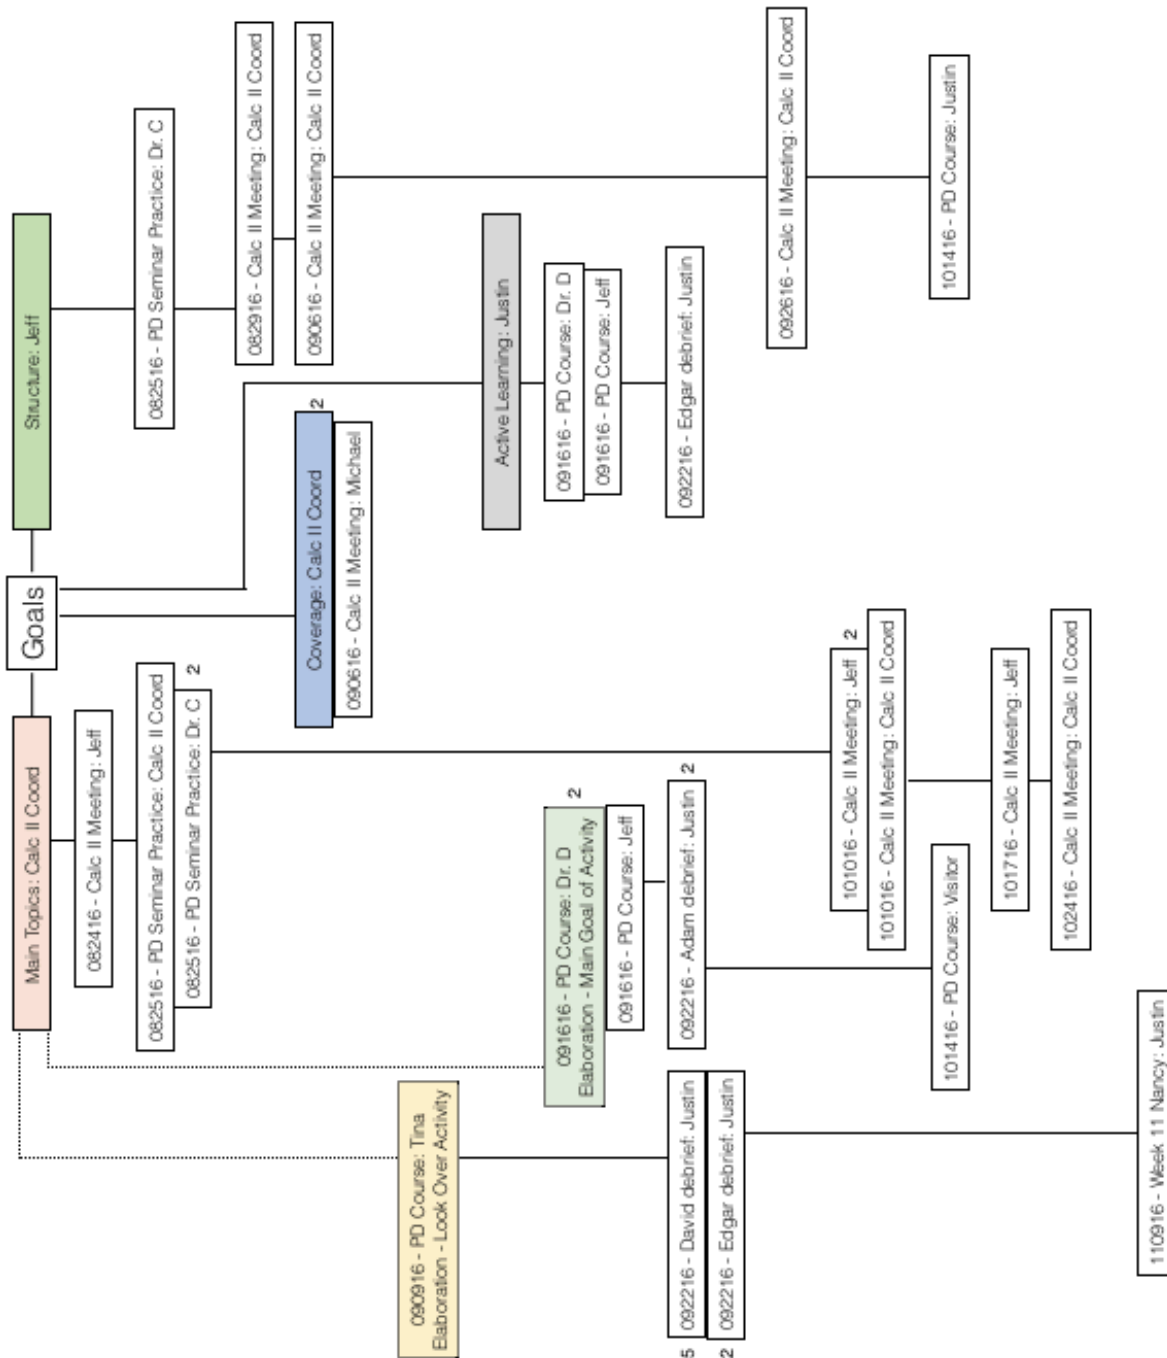 Goals
Main Topics: Calc II Coord
Structure: Jeff
082416 - Calc II Meeting: Jeff
082516 - PD Seminar Practice: Calc II Coord
082516 - PD Seminar Practice: Dr. C
2
082516 - PD Seminar Practice: Dr. C
082916 - Calc II Meeting: Calc II Coord
090616 - Calc II Meeting: Calc II Coord
Coverage: Calc II Coord
2
090616 - Calc II Meeting: Michael
090916 - PD Course: Tina
Elaboration - Look Over Activity
Active Learning: Justin
091616 - PD Course: Dr. D
Elaboration - Main Goal of Activity
2
091616 - PD Course: Jeff
091616 - PD Course: Dr. D
091616 - PD Course: Jeff
5
092216 - David debrief: Justin
2
092216 - Edgar debrief: Justin
092216 - Adam debrief: Justin
2
092216 - Edgar debrief: Justin
092616 - Calc II Meeting: Calc II Coord
101016 - Calc II Meeting: Jeff
2
101016 - Calc II Meeting: Calc II Coord
101416 - PD Course: Visitor
101416 - PD Course: Justin
101716 - Calc II Meeting: Jeff
102416 - Calc II Meeting: Calc II Coord
110916 - Week 11 Nancy: Justin